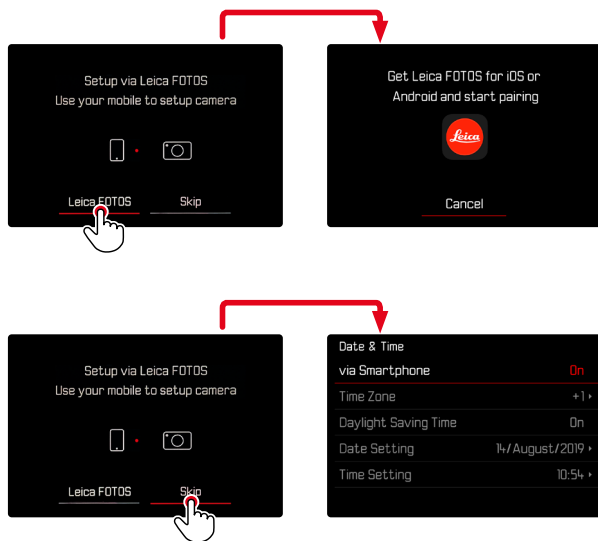 Setup via Leica FOTOS
Use your mobile to setup camera
Leica FOTOS Skip
Get Leica FOTOS for iOS or
Android and start pairing
Leica
Cancel
Setup via Leica FOTOS
Use your mobile to setup camera
Leica FOTOS Skip
Date & Time
via Smartphone On
Time Zone +1
Daylight Saving Time On
Date Setting 14/August/2019
Time Setting 10:54